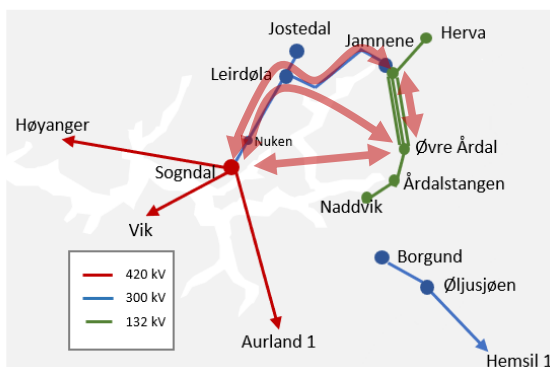 Jostedal
Jamnene
Herva
Leirdøla
Høyanger
Nuken
Øvre Årdal
Sogndal
Årdalstangen
Naddvik
Vik
Borgund
420 kV
Øljusjøen
300 kV
132 kV
Aurland 1
Hemsil 1